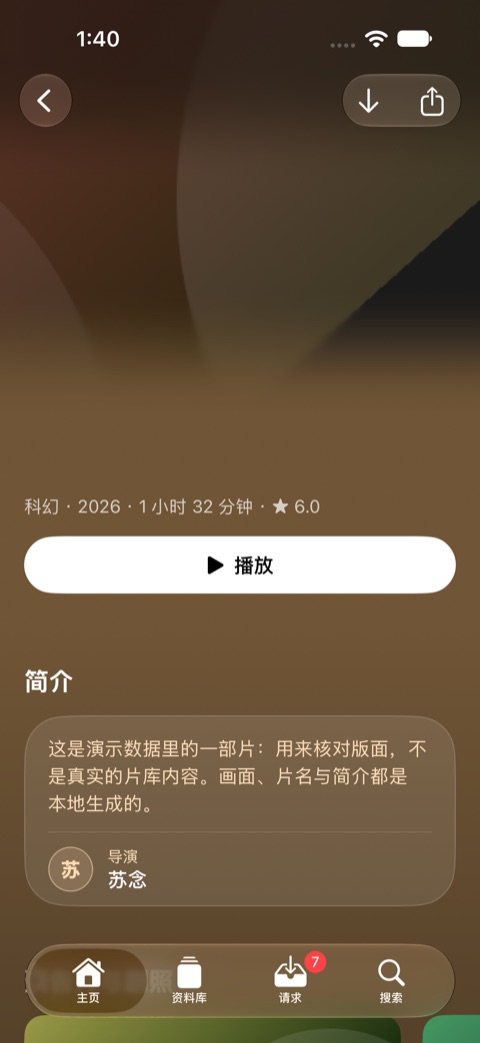 1:40
科幻 · 2026 · 1 小时 32 分钟 · ★ 6.0
播放
简介
这是演示数据里的一部片：用来核对版面，不
是真实的片库内容。画面、片名与简介都是
本地生成的。
苏
导演
苏念
7
主页
资料库
请求
搜索